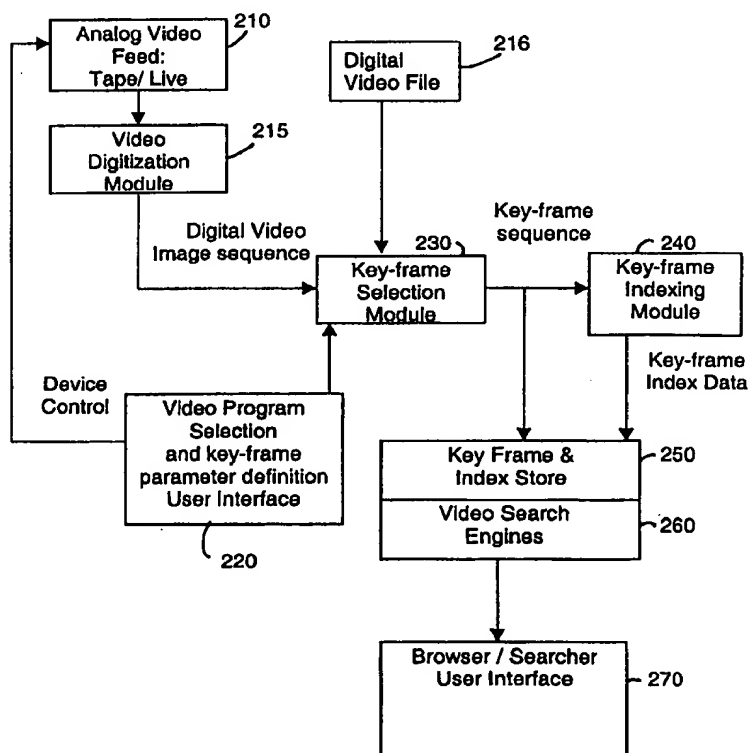 Analog Video
Feed:
Tape/ Live
210
Digital
Video File
216
Video
Digitization
Module
215
Digital Video
Image sequence
Key-frame
sequence
230
Key-frame
Selection
Module
240
Key-frame
Indexing
Module
Device
Control
Key-frame
Index Data
Video Program
Selection
and key-frame
parameter definition
User Interface
220
Key Frame &
Index Store
250
Video Search
Engines
260
Browser / Searcher
User Interface
270